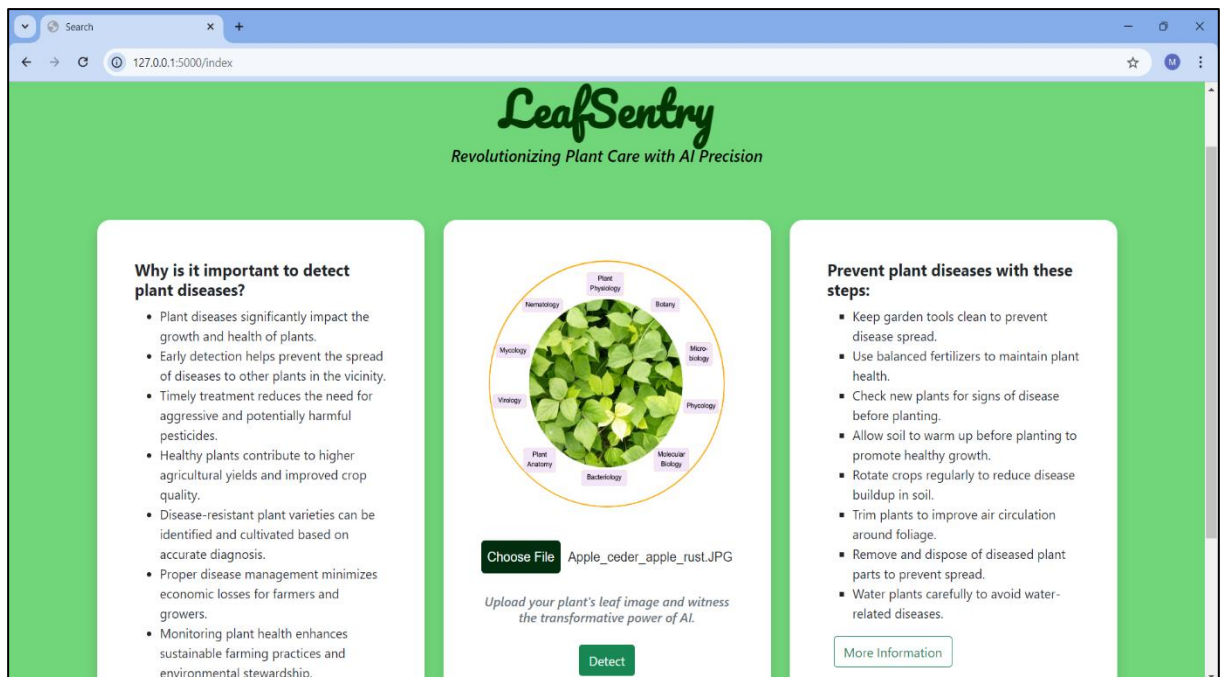 Search
127.0.0.1:5000/index
M
LeafSentry
Revolutionizing Plant Care with AI Precision
Why is it important to detect
plant diseases?
• Plant diseases significantly impact the
growth and health of plants.
• Early detection helps prevent the spread
of diseases to other plants in the vicinity.
• Timely treatment reduces the need for
aggressive and potentially harmful
pesticides.
• Healthy plants contribute to higher
agricultural yields and improved crop
quality.
• Disease-resistant plant varieties can be
identified and cultivated based on
accurate diagnosis.
• Proper disease management minimizes
economic losses for farmers and
growers.
• Monitoring plant health enhances
sustainable farming practices and
environmental stewardship.
Plant
Physiology
Nematology
Botany
Mycology
Micro-
biology
Virology
Phycology
Plant
Anatomy
Molecular
Biology
Bacteriology
Choose File Apple_ceder_apple_rust.JPG
Upload your plant's leaf image and witness
the transformative power of AI.
Detect
Prevent plant diseases with these
steps:
▪ Keep garden tools clean to prevent
disease spread.
▪ Use balanced fertilizers to maintain plant
health.
▪ Check new plants for signs of disease
before planting.
▪ Allow soil to warm up before planting to
promote healthy growth.
▪ Rotate crops regularly to reduce disease
buildup in soil.
▪ Trim plants to improve air circulation
around foliage.
▪ Remove and dispose of diseased plant
parts to prevent spread.
▪ Water plants carefully to avoid water-
related diseases.
More Information